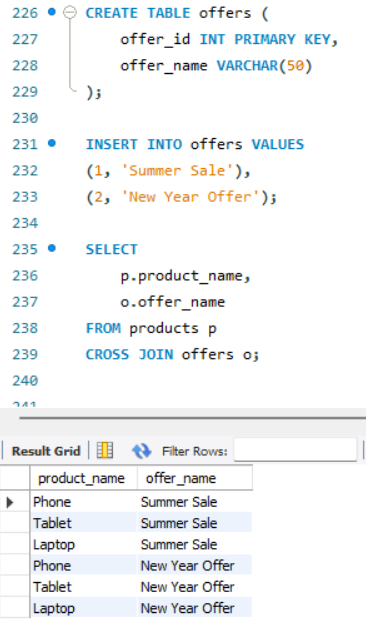 226 CREATE TABLE offers (
227 offer_id INT PRIMARY KEY,
228 offer_name VARCHAR(50)
229 );
230
231 INSERT INTO offers VALUES
232 (1, 'Summer Sale'),
233 (2, 'New Year Offer');
234
235 SELECT
236 p.product_name,
237 o.offer_name
238 FROM products p
239 CROSS JOIN offers o;
240
241
Result Grid Filter Rows:
product_name offer_name
Phone Summer Sale
Tablet Summer Sale
Laptop Summer Sale
Phone New Year Offer
Tablet New Year Offer
Laptop New Year Offer